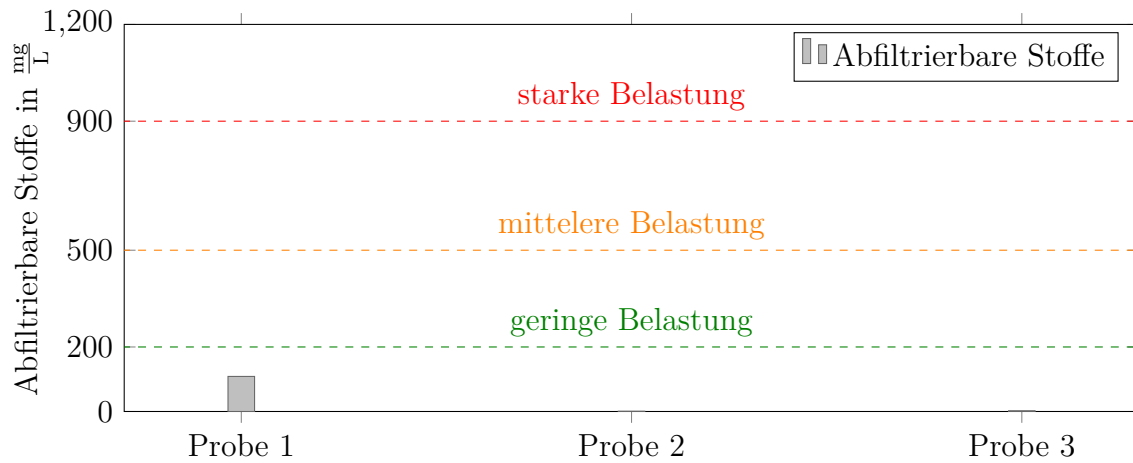 1,200
900
500
200
0
Abfiltrierbare Stoffe in mg/L
Abfiltrierbare Stoffe
starke Belastung
mittelere Belastung
geringe Belastung
Probe 1
Probe 2
Probe 3